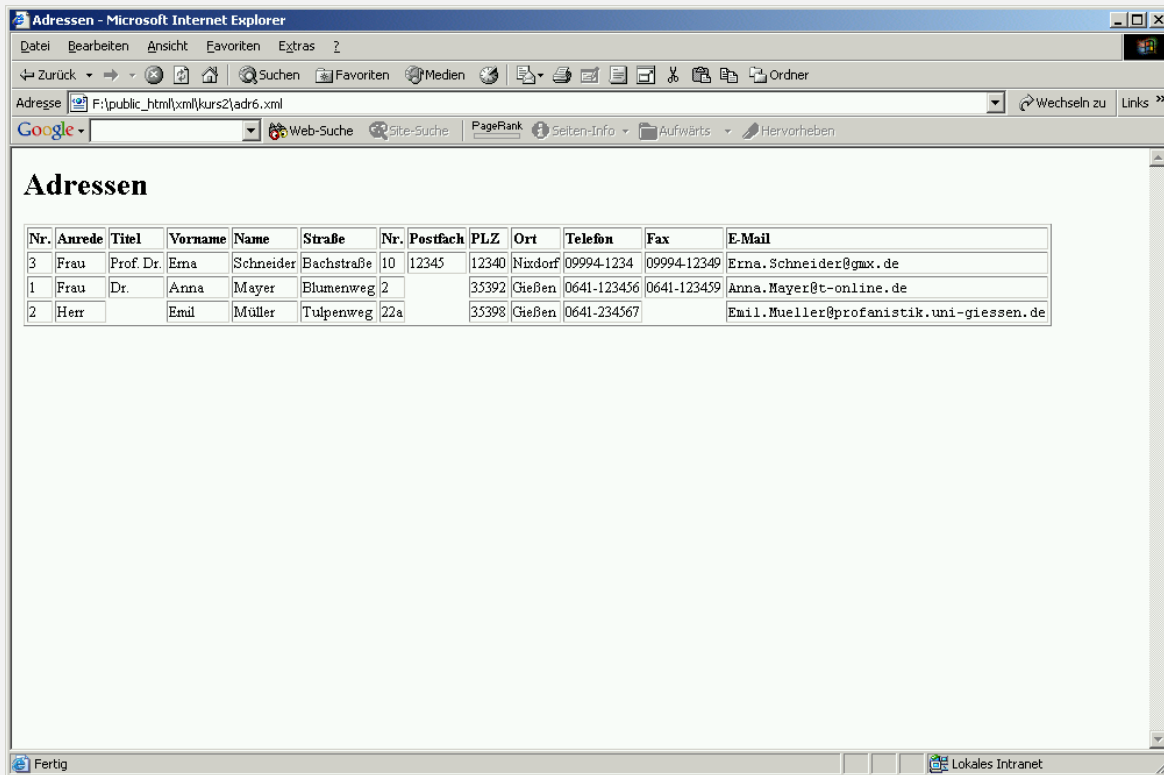 Adressen - Microsoft Internet Explorer
Datei Bearbeiten Ansicht Favoriten Extras ?
Zurück Suchen Favoriten Medien Ordner
Adresse F:\public_html\xml\kurs2\adr6.xml Wechseln zu Links »
Google Web-Suche Site-Suche PageRank Seiten-Info Aufwärts Hervorheben
Adressen
Nr. Anrede Titel Vorname Name Straße Nr. Postfach PLZ Ort Telefon Fax E-Mail
3 Frau Prof. Dr. Erna Schneider Bachstraße 10 12345 12340 Nixdorf 09994-1234 09994-12349 Erna.Schneider@gmx.de
1 Frau Dr. Anna Mayer Blumenweg 2 35392 Gießen 0641-123456 0641-123459 Anna.Mayer@t-online.de
2 Herr Emil Müller Tulpenweg 22a 35398 Gießen 0641-234567 Emil.Mueller@profanistik.uni-giessen.de
Fertig Lokales Intranet